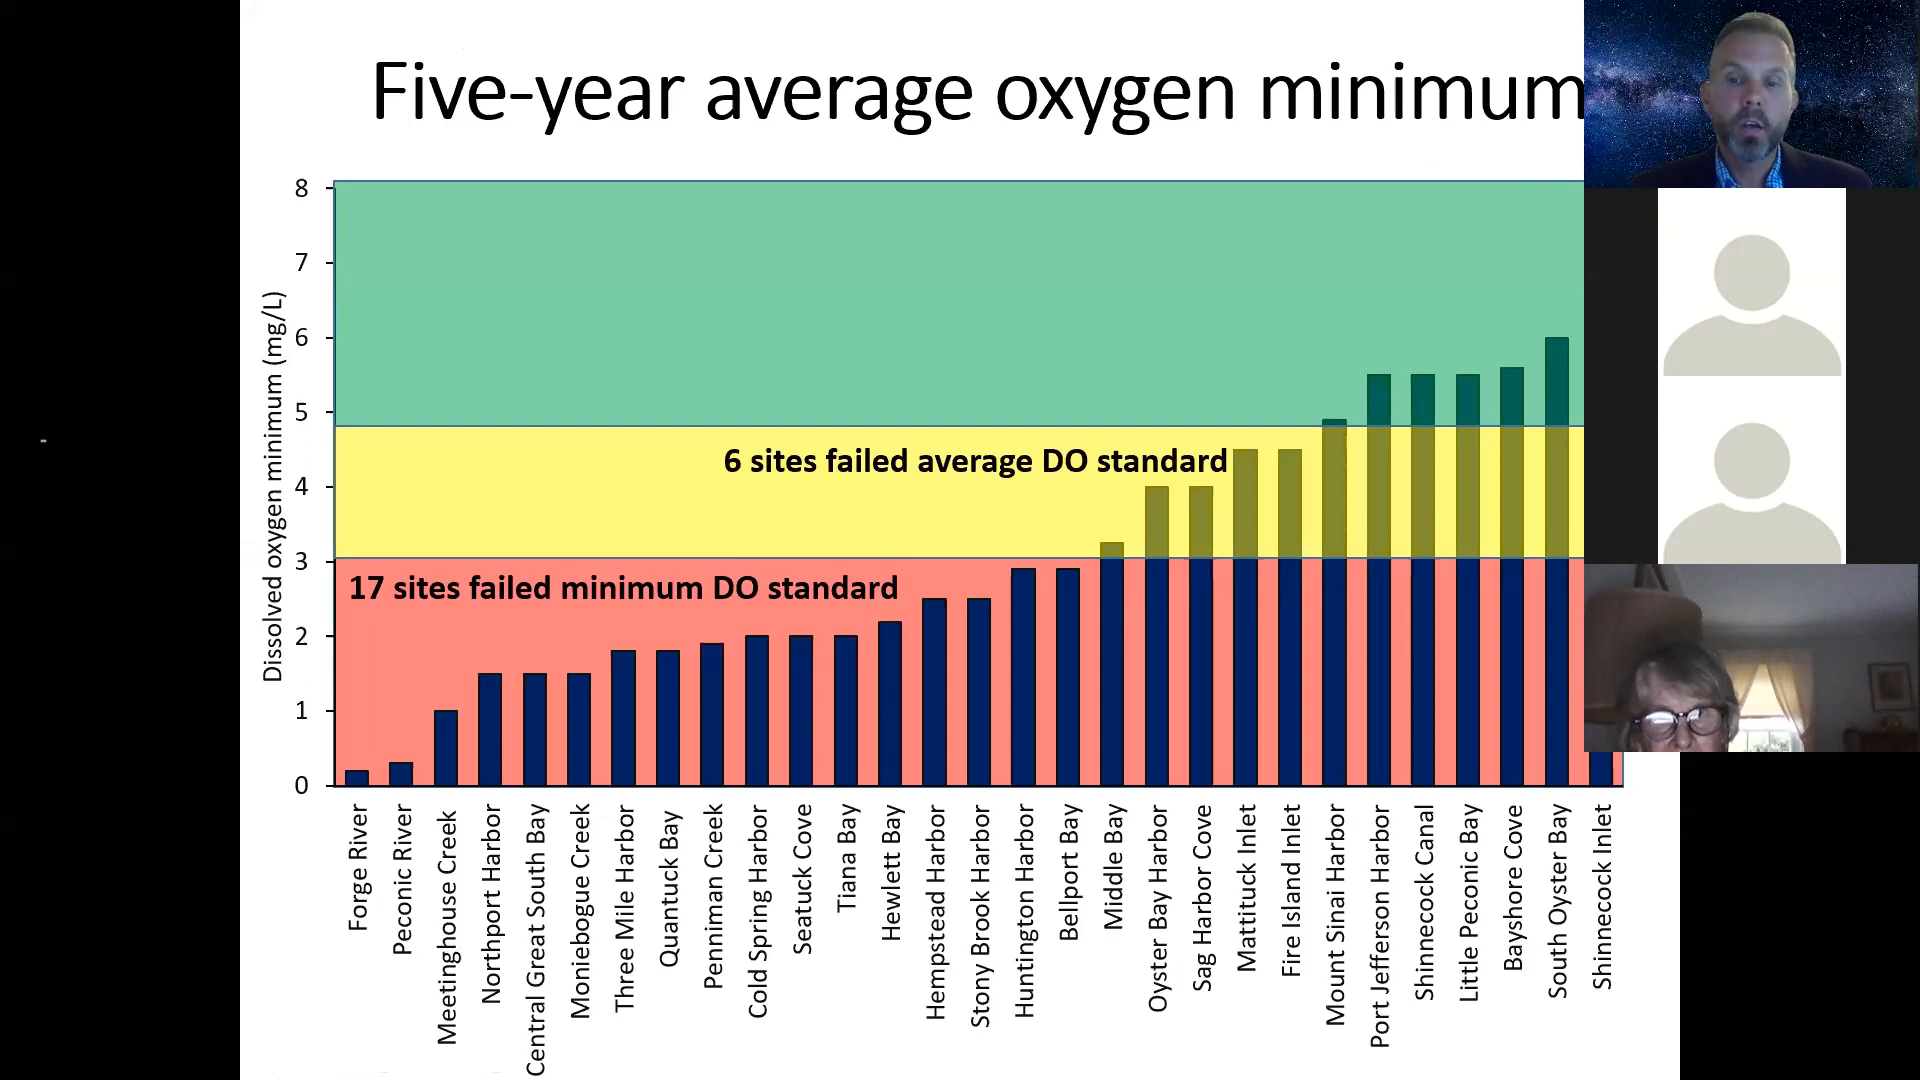 Five-year average oxygen minimum
Dissolved oxygen minimum (mg/L)
8
7
6
5
4
3
2
1
0
6 sites failed average DO standard
17 sites failed minimum DO standard
Forge River
Peconic River
Meetinghouse Creek
Northport Harbor
Central Great South Bay
Moniebogue Creek
Three Mile Harbor
Quantuck Bay
Penniman Creek
Cold Spring Harbor
Seatuck Cove
Tiana Bay
Hewlett Bay
Hempstead Harbor
Stony Brook Harbor
Huntington Harbor
Bellport Bay
Middle Bay
Oyster Bay Harbor
Sag Harbor Cove
Mattituck Inlet
Fire Island Inlet
Mount Sinai Harbor
Port Jefferson Harbor
Shinnecock Canal
Little Peconic Bay
Bayshore Cove
South Oyster Bay
Shinnecock Inlet